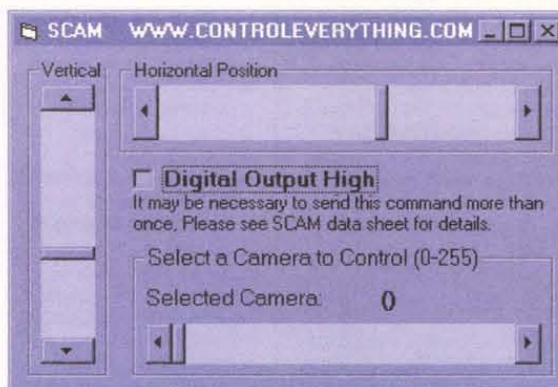 SCAM WWW.CONTROLEVERYTHING.COM
Vertical
Horizontal Position
Digital Output High
It may be necessary to send this command more than
once, Please see SCAM data sheet for details.
Select a Camera to Control (0-255)
Selected Camera: 0